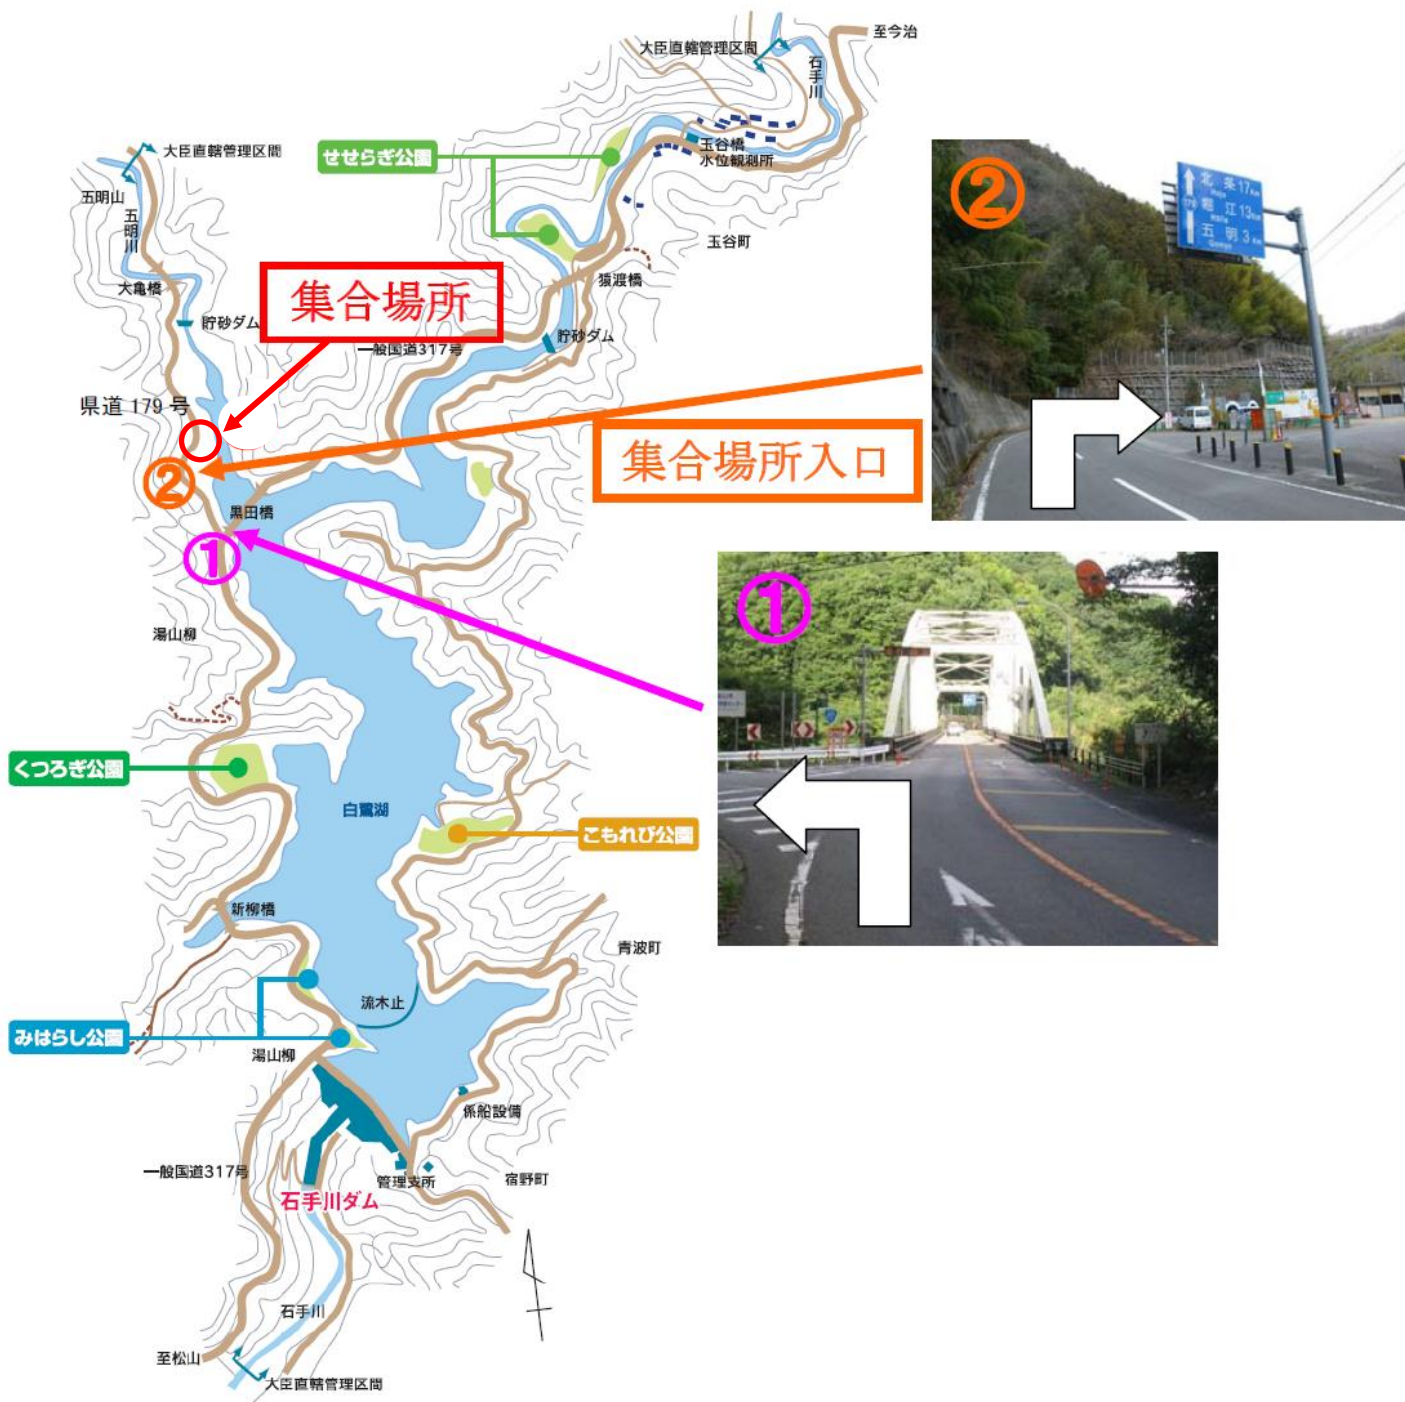 至今治
大臣直轄管理区間
石手川
大臣直轄管理区間
せせらぎ公園
玉谷橋
水位観測所
五明山
五明川
玉谷町
大亀橋
猿渡橋
集合場所
貯砂ダム
貯砂ダム
一般国道317号
県道 179 号
集合場所入口
②
②
北条 17km
Hojo
179
堀江 13km
Horie
五明 3km
Gomyo
黒田橋
①
①
湯山柳
くつろぎ公園
白鷺湖
こもれび公園
新柳橋
青波町
流木止
みはらし公園
湯山柳
係船設備
一般国道317号
管理支所
宿野町
石手川ダム
石手川
至松山
大臣直轄管理区間